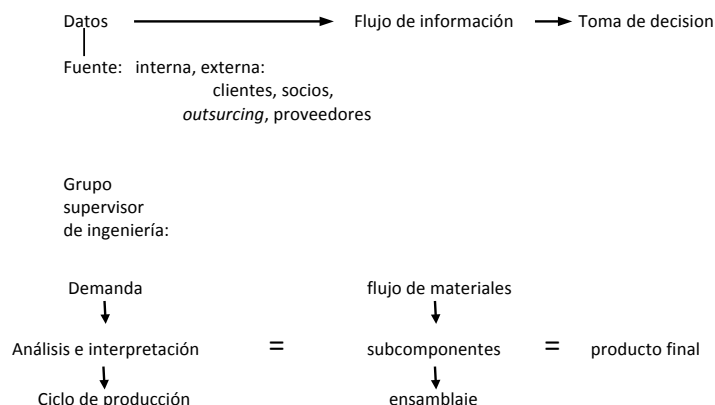 Datos Flujo de información Toma de decision
Fuente: interna, externa:
clientes, socios,
outsurcing, proveedores
Grupo
supervisor
de ingeniería:
Demanda flujo de materiales
Análisis e interpretación = subcomponentes = producto final
Ciclo de producción ensamblaje